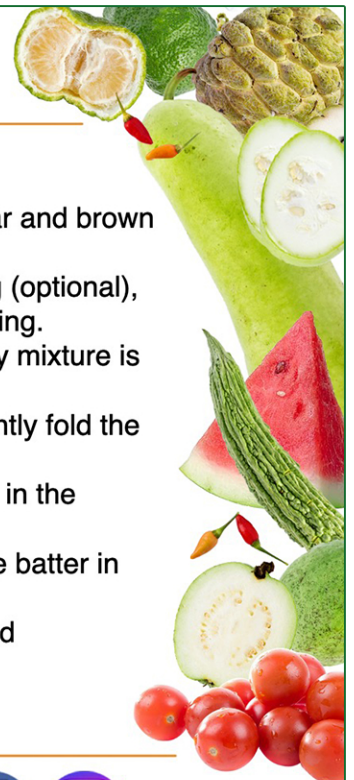 ar and brown
g (optional),
ing.
y mixture is
ntly fold the
in the
e batter in
d